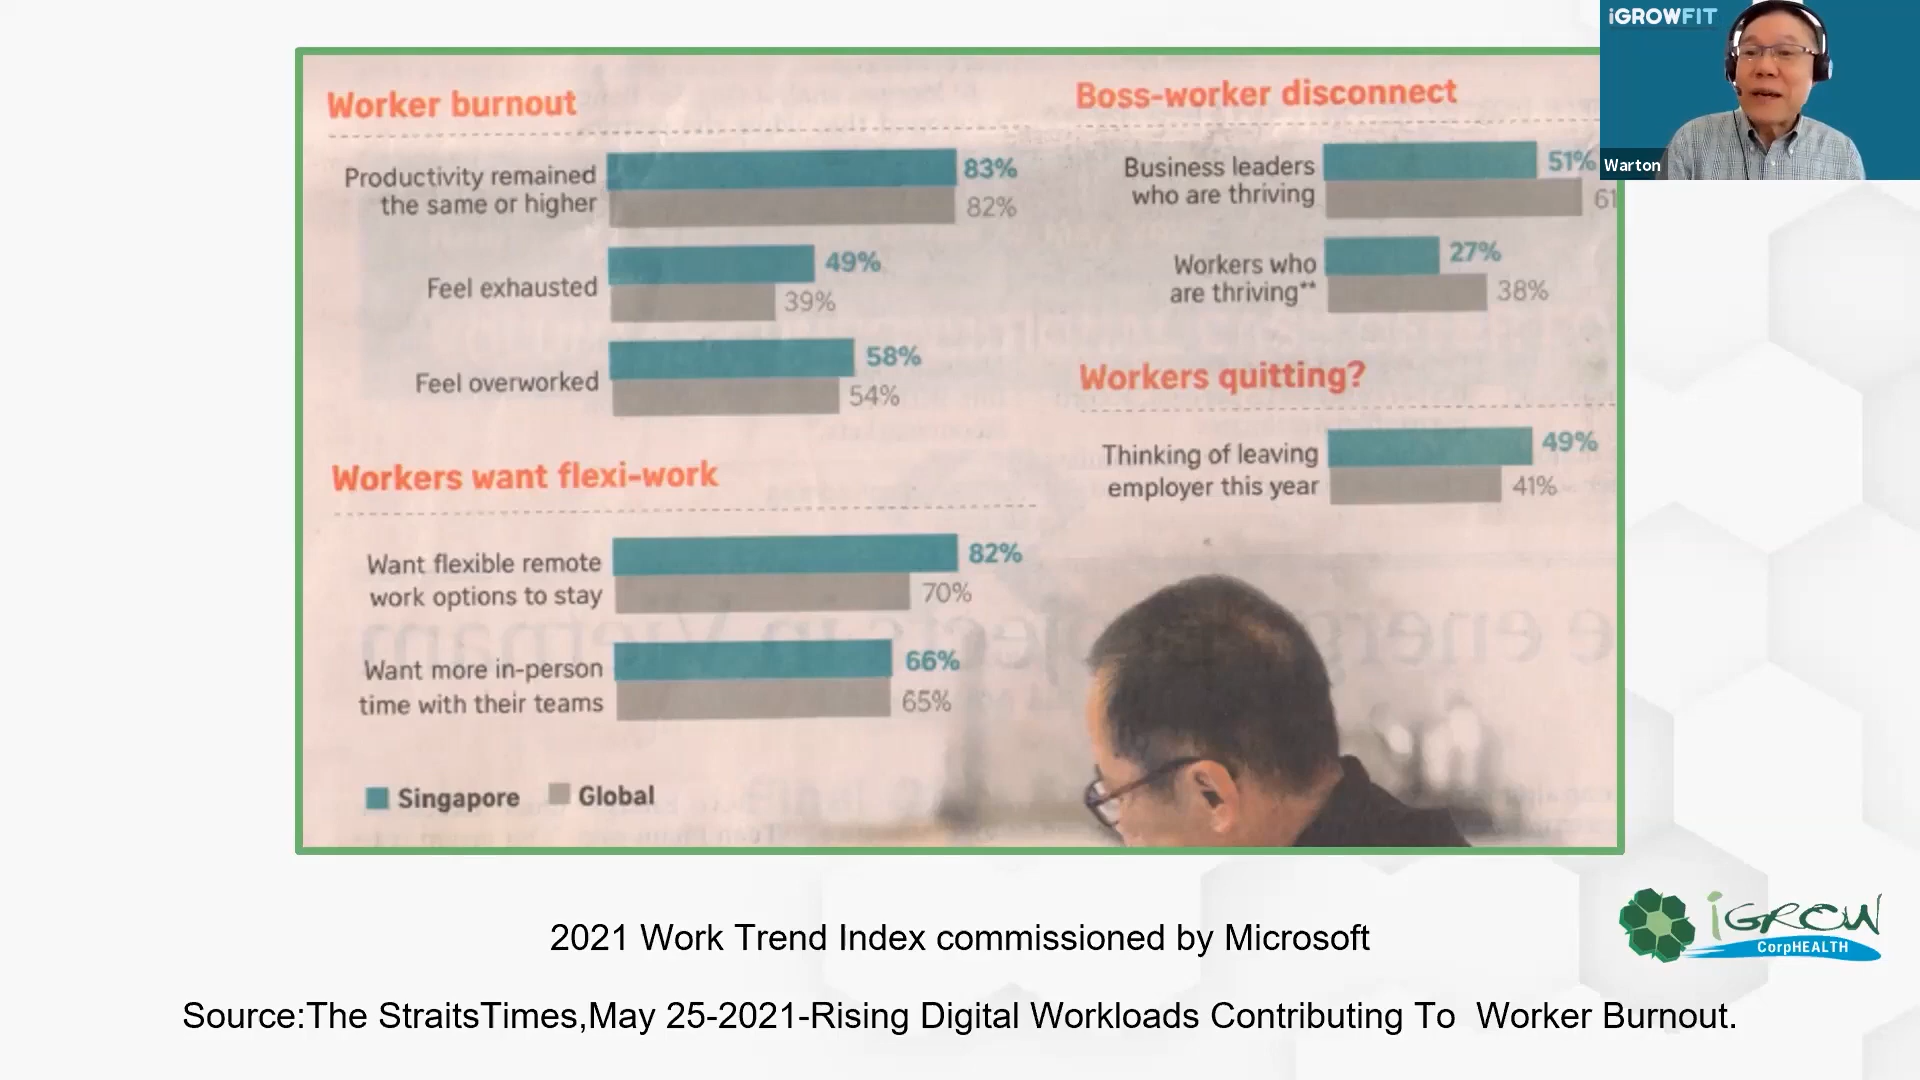 iGROWFIT
Warton
Worker burnout
Productivity remained
the same or higher
83%
82%
Feel exhausted
49%
39%
Feel overworked
58%
54%
Workers want flexi-work
Want flexible remote
work options to stay
82%
70%
Want more in-person
time with their teams
66%
65%
Singapore
Global
Boss-worker disconnect
Business leaders
who are thriving
51%
61
Workers who
are thriving**
27%
38%
Workers quitting?
Thinking of leaving
employer this year
49%
41%
iGROW
CorpHEALTH
2021 Work Trend Index commissioned by Microsoft
Source:The StraitsTimes,May 25-2021-Rising Digital Workloads Contributing To  Worker Burnout.